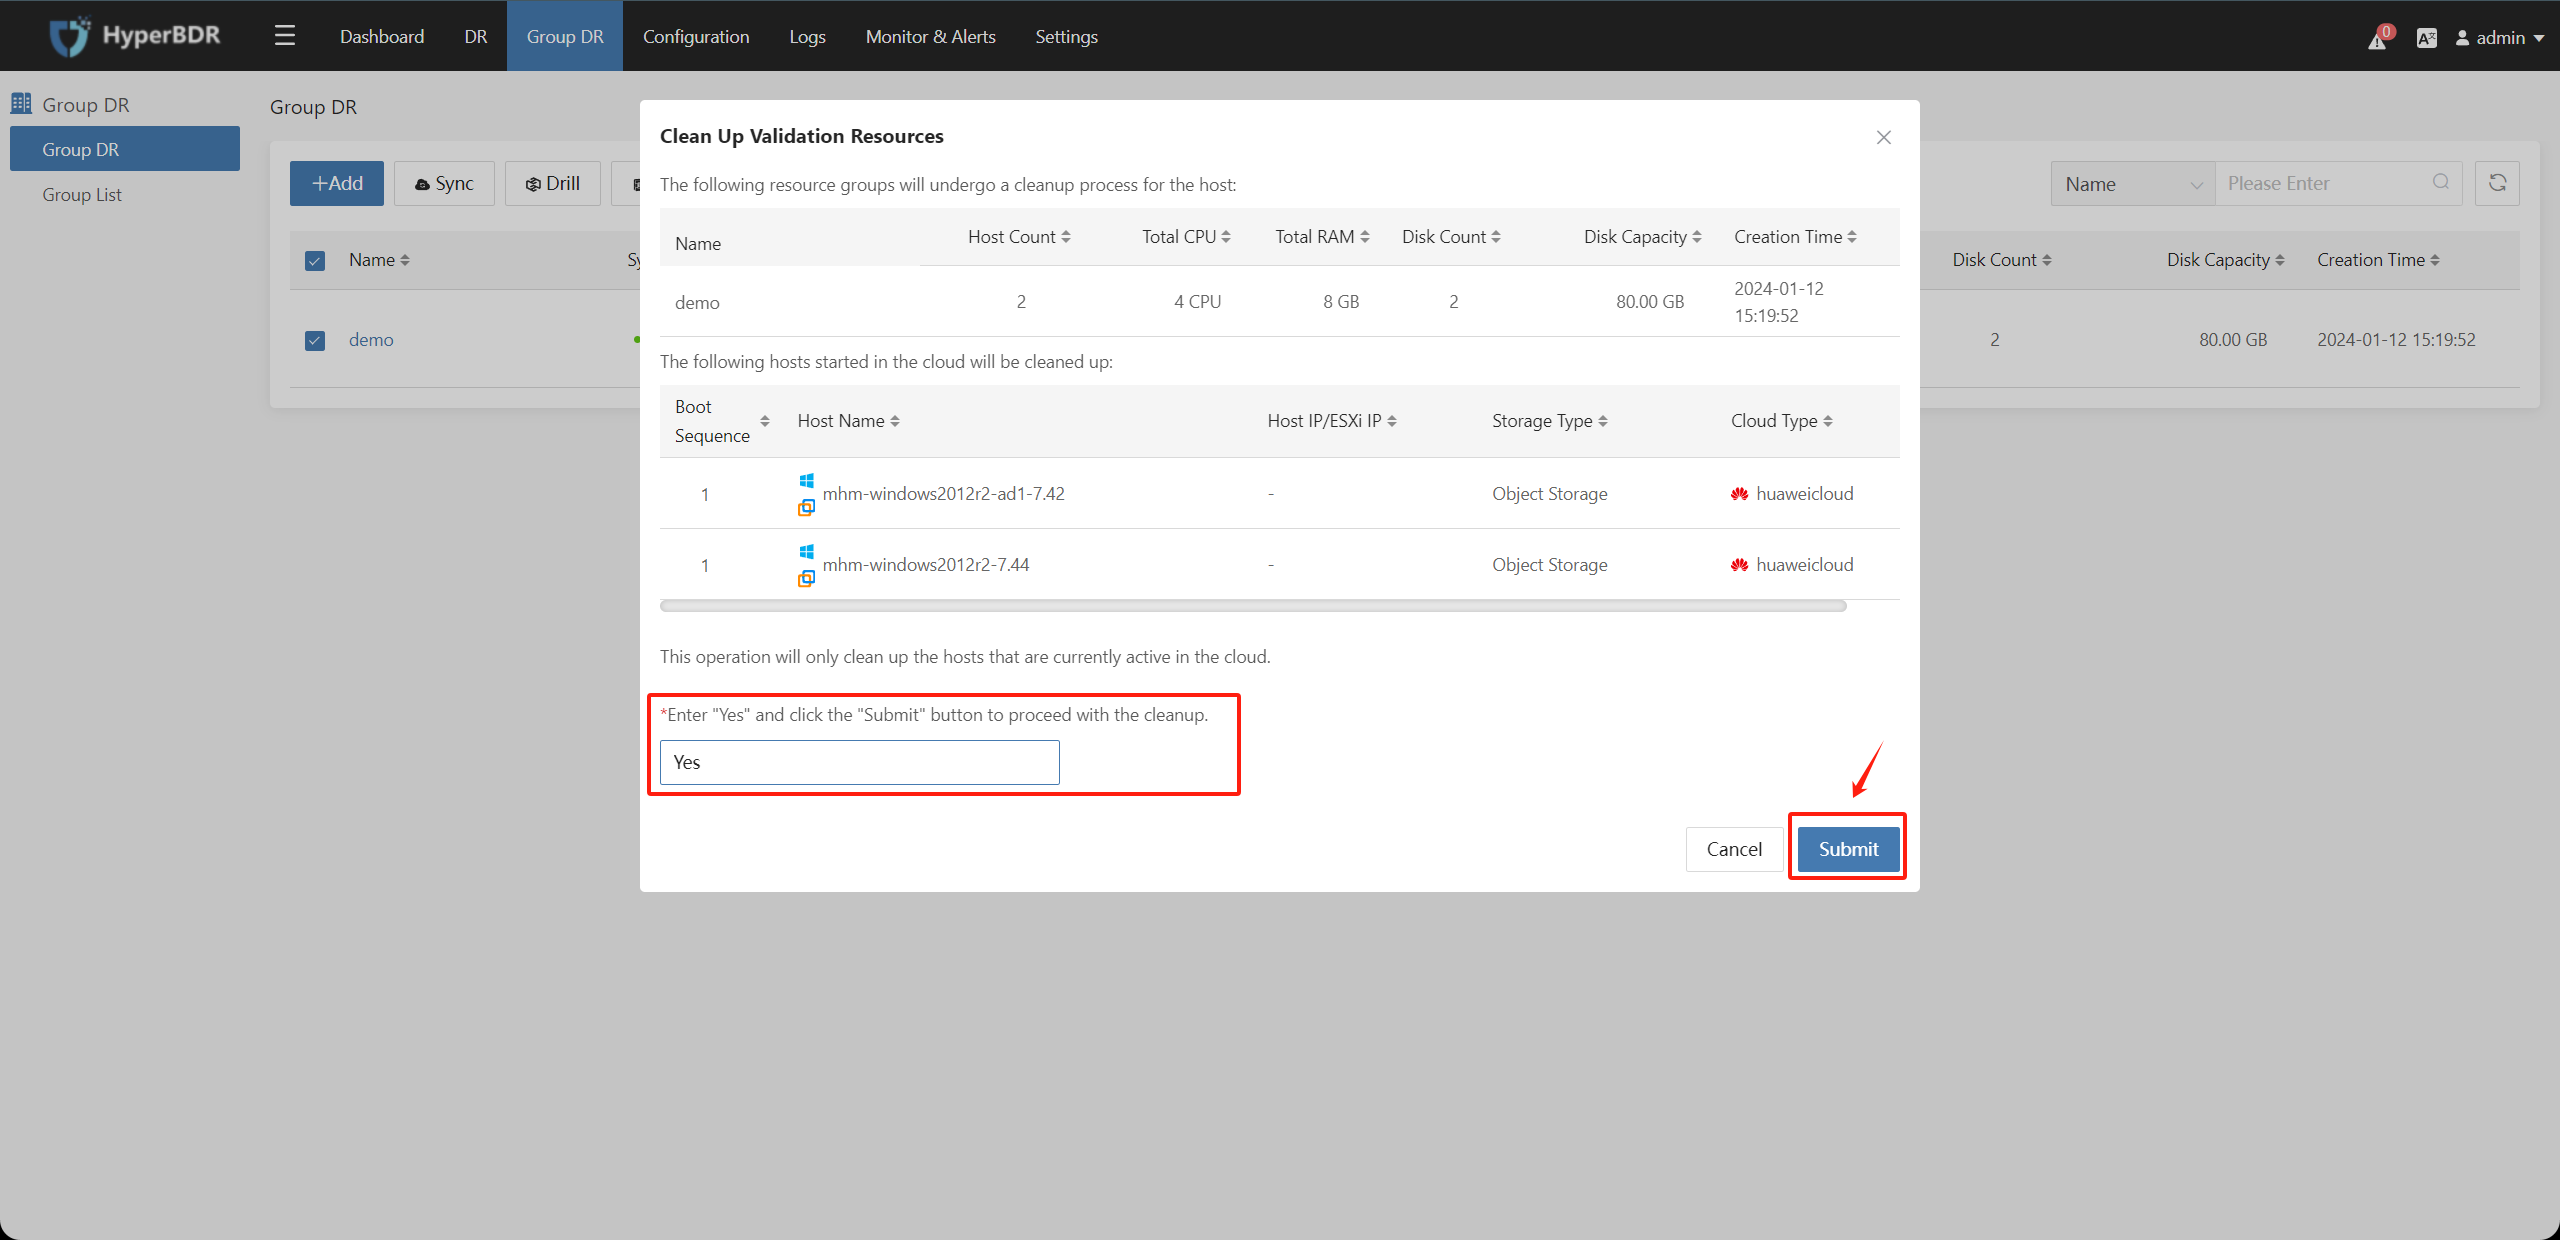 HyperBDR
Dashboard
DR
Group DR
Configuration
Logs
Monitor & Alerts
Settings
0
admin
Group DR
Group DR
Group List
Group DR
+Add
Sync
Drill
Name
Please Enter
Name
Disk Count
Disk Capacity
Creation Time
demo
2
80.00 GB
2024-01-12 15:19:52
Clean Up Validation Resources
The following resource groups will undergo a cleanup process for the host:
Name
Host Count
Total CPU
Total RAM
Disk Count
Disk Capacity
Creation Time
demo
2
4 CPU
8 GB
2
80.00 GB
2024-01-12
15:19:52
The following hosts started in the cloud will be cleaned up:
Boot
Sequence
Host Name
Host IP/ESXi IP
Storage Type
Cloud Type
1
mhm-windows2012r2-ad1-7.42
-
Object Storage
huaweicloud
1
mhm-windows2012r2-7.44
-
Object Storage
huaweicloud
This operation will only clean up the hosts that are currently active in the cloud.
*Enter "Yes" and click the "Submit" button to proceed with the cleanup.
Yes
Cancel
Submit